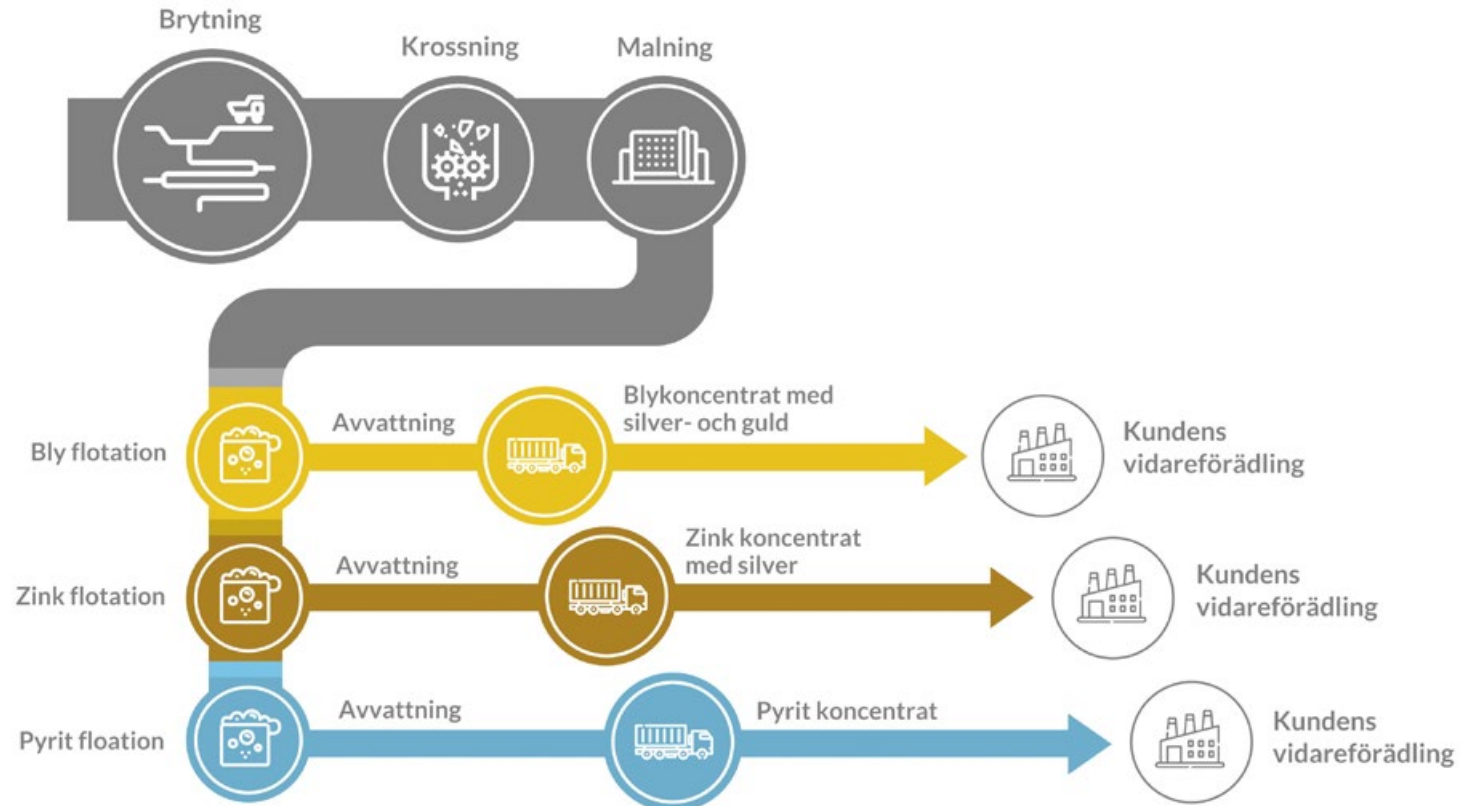 Brytning
Krossning
Malning
Bly flotation
Avvattning
Blykoncentrat med
silver- och guld
Kundens
vidareförädling
Zink flotation
Avvattning
Zink koncentrat
med silver
Kundens
vidareförädling
Pyrit floation
Avvattning
Pyrit koncentrat
Kundens
vidareförädling